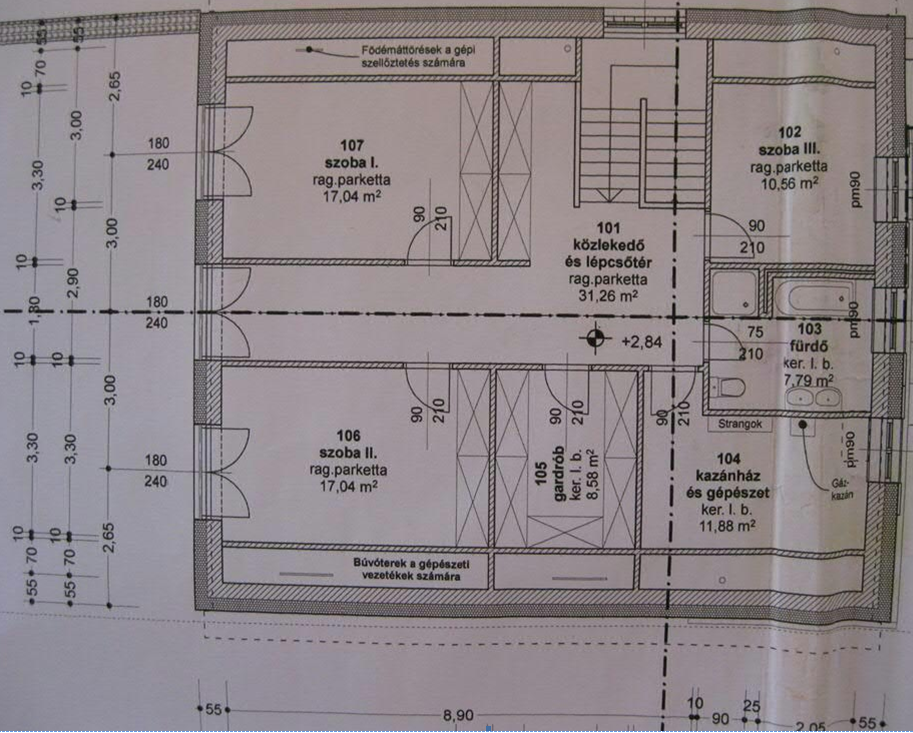 Födémáttörések a gépi
szellőztetés számára
107
szoba I.
rag.parketta
17,04 m²
102
szoba III.
rag.parketta
10,56 m²
101
közlekedő
és lépcsőtér
rag.parketta
31,26 m²
+2,84
103
fürdő
ker. l. b.
7,79 m²
106
szoba II.
rag.parketta
17,04 m²
105
gardrób
ker. l. b.
8,58 m²
Strangok
104
kazánház
és gépészet
ker. l. b.
11,88 m²
Gáz-
kazán
Búvóterek a gépészeti
vezetékek számára
180
240
180
240
180
240
90
210
90
210
75
210
90
210
90
210
90
210
pm90
pm90
pm90
55
70
10
3,30
10
1,80
10
3,30
10
70
55
55
3,00
10
2,90
10
3,30
10
70
55
2,65
3,00
3,00
2,65
55
8,90
10
90
25
2,05
55